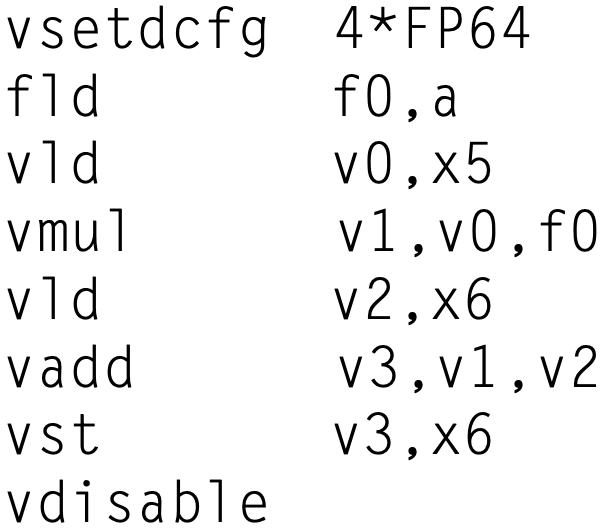 vsetdcfg 4*FP64
fld f0,a
vld v0,x5
vmul v1,v0,f0
vld v2,x6
vadd v3,v1,v2
vst v3,x6
vdisable